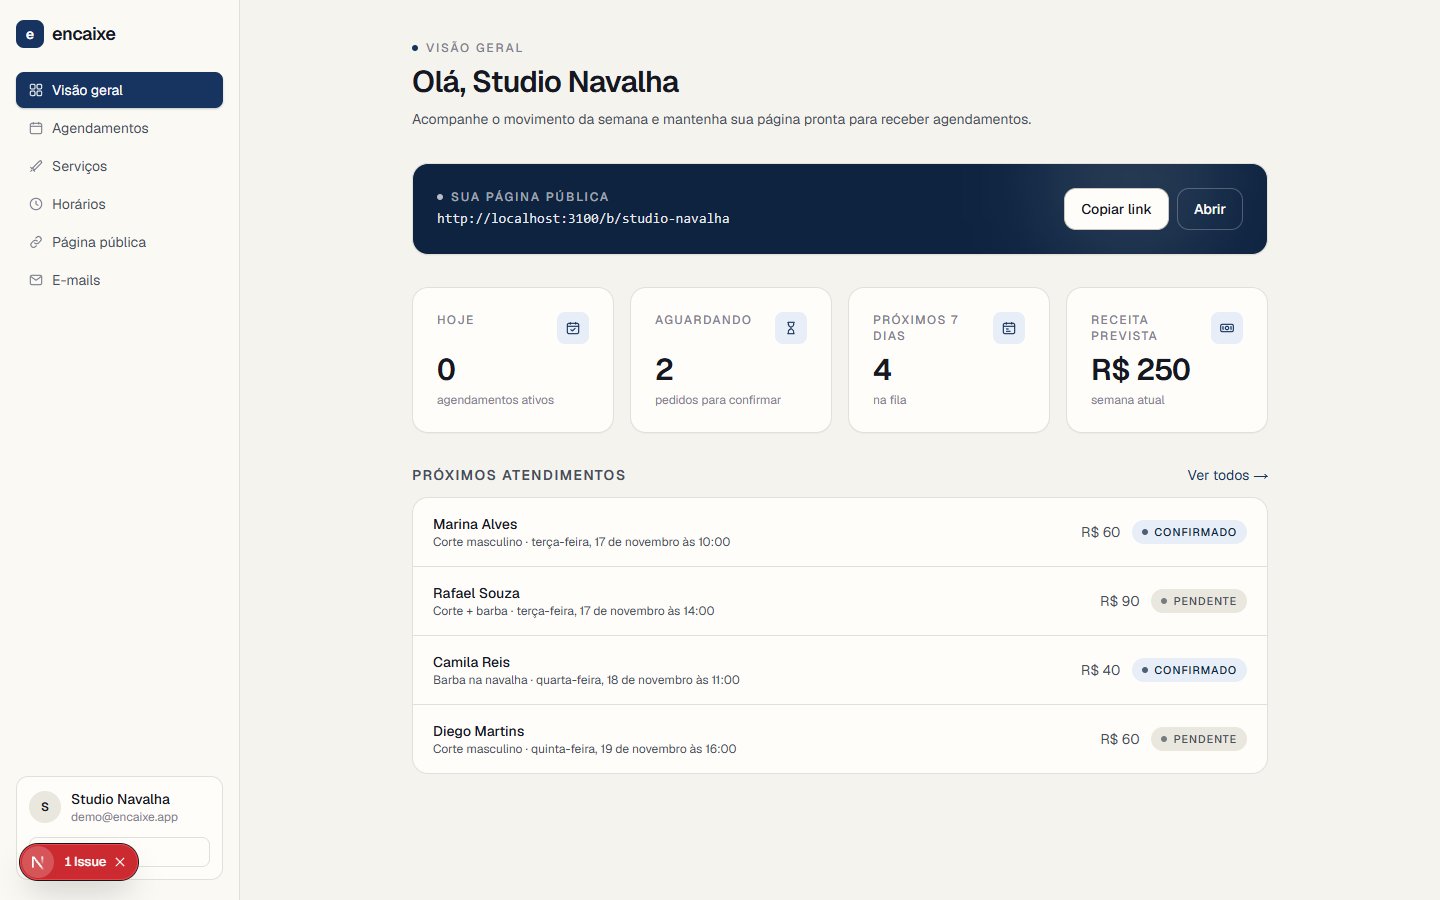 e encaixe
Visão geral
Agendamentos
Serviços
Horários
Página pública
E-mails
S
Studio Navalha
demo@encaixe.app
N 1 Issue
VISÃO GERAL
Olá, Studio Navalha
Acompanhe o movimento da semana e mantenha sua página pronta para receber agendamentos.
SUA PÁGINA PÚBLICA
http://localhost:3100/b/studio-navalha
Copiar link
Abrir
HOJE
0
agendamentos ativos
AGUARDANDO
2
pedidos para confirmar
PRÓXIMOS 7
DIAS
4
na fila
RECEITA
PREVISTA
R$ 250
semana atual
PRÓXIMOS ATENDIMENTOS
Ver todos →
Marina Alves
Corte masculino · terça-feira, 17 de novembro às 10:00
R$ 60
CONFIRMADO
Rafael Souza
Corte + barba · terça-feira, 17 de novembro às 14:00
R$ 90
PENDENTE
Camila Reis
Barba na navalha · quarta-feira, 18 de novembro às 11:00
R$ 40
CONFIRMADO
Diego Martins
Corte masculino · quinta-feira, 19 de novembro às 16:00
R$ 60
PENDENTE